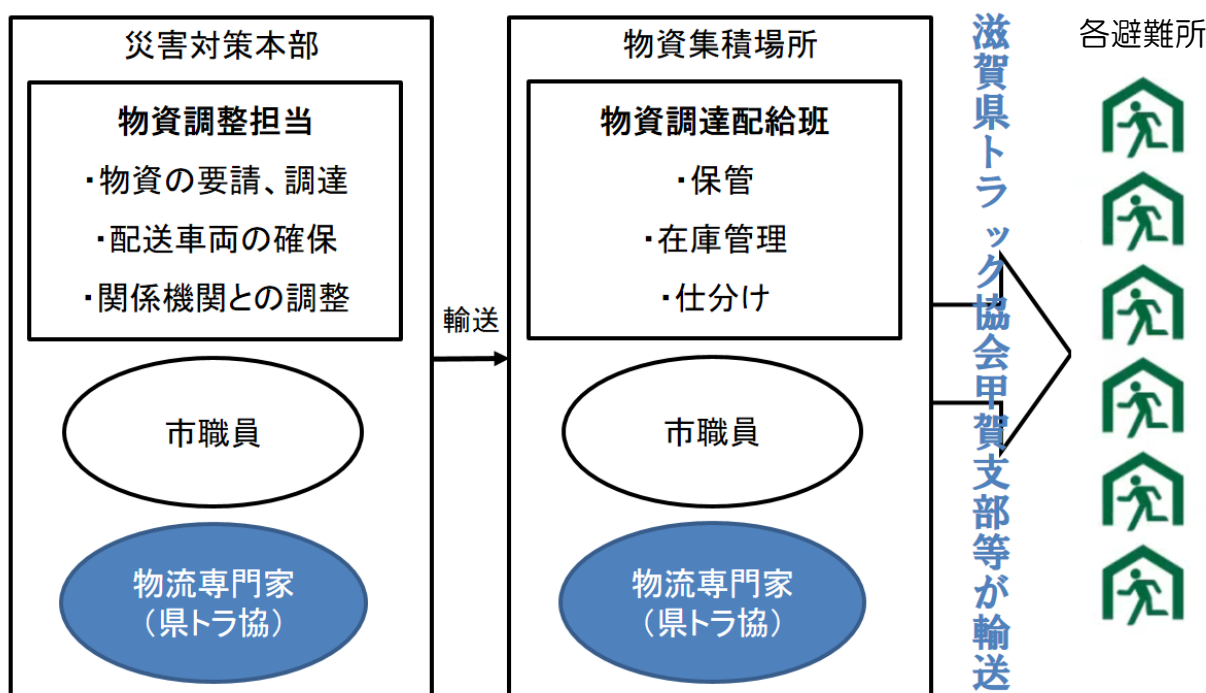 災害対策本部
物資調整担当
・物資の要請、調達
・配送車両の確保
・関係機関との調整
市職員
物流専門家
（県トラ協）
輸送
物資集積場所
物資調達配給班
・保管
・在庫管理
・仕分け
市職員
物流専門家
（県トラ協）
滋賀県トラック協会甲賀支部等が輸送
各避難所